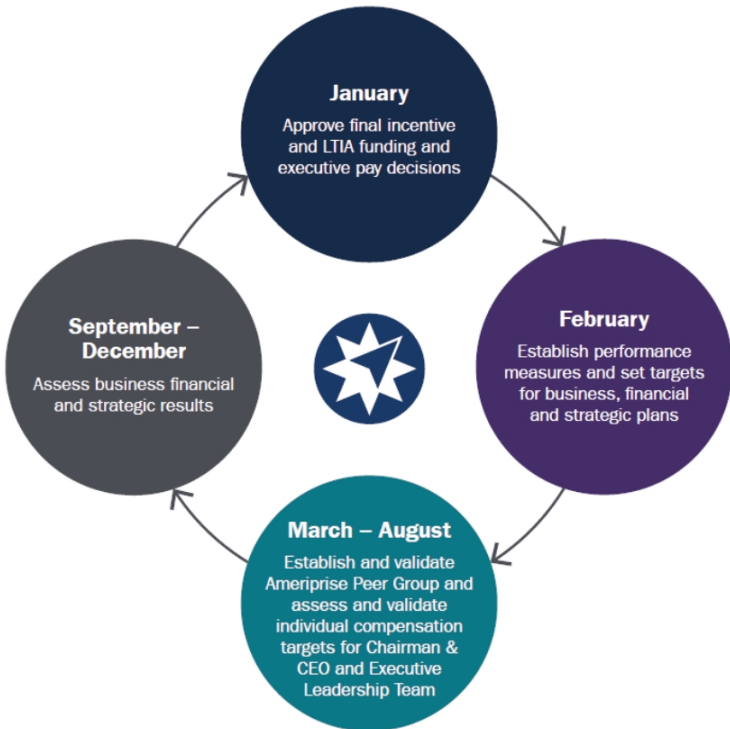 January
Approve final incentive
and LTIA funding and
executive pay decisions
February
Establish performance
measures and set targets
for business, financial
and strategic plans
March – August
Establish and validate
Ameriprise Peer Group and
assess and validate
individual compensation
targets for Chairman &
CEO and Executive
Leadership Team
September –
December
Assess business financial
and strategic results